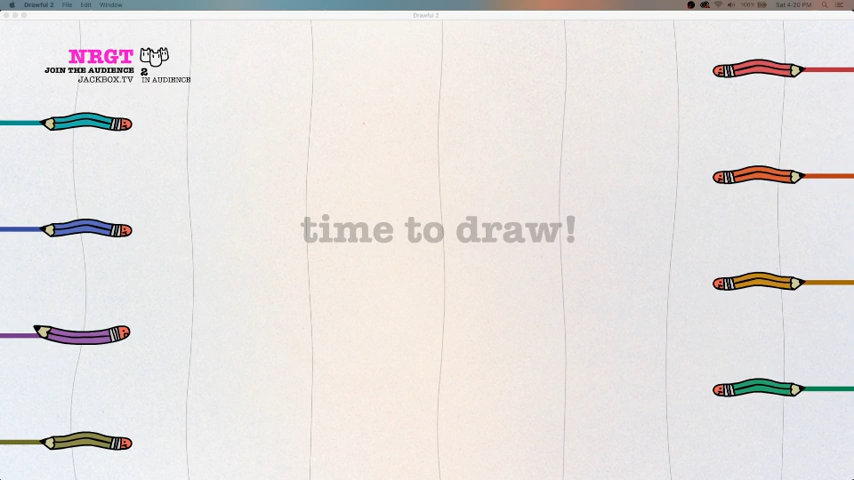 Drawful 2 File Edit Window
Sat 4:20 PM
Drawful 2
NRGT
JOIN THE AUDIENCE
JACKBOX.TV
2
IN AUDIENCE
time to draw!